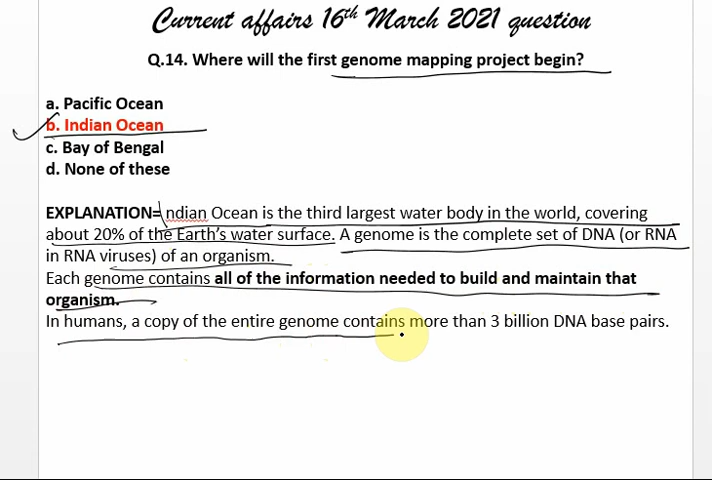 Current affairs 16th March 2021 question
Q.14. Where will the first genome mapping project begin?
a. Pacific Ocean
b. Indian Ocean
c. Bay of Bengal
d. None of these
EXPLANATION=ndian Ocean is the third largest water body in the world, covering
about 20% of the Earth's water surface. A genome is the complete set of DNA (or RNA
in RNA viruses) of an organism.
Each genome contains all of the information needed to build and maintain that
organism.
In humans, a copy of the entire genome contains more than 3 billion DNA base pairs.